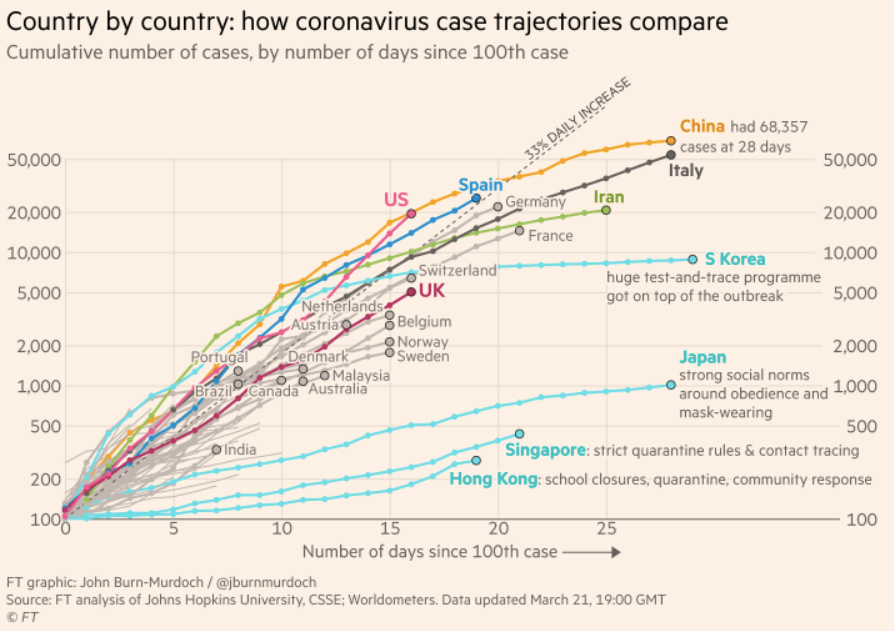 Country by country: how coronavirus case trajectories compare
Cumulative number of cases, by number of days since 100th case
33% DAILY INCREASE
China had 68,357
cases at 28 days
50,000
50,000
Italy
US
Spain
Germany
Iran
20,000
20,000
France
10,000
10,000
S Korea
Switzerland
huge test-and-trace programme
got on top of the outbreak
5,000
UK
5,000
Netherlands
Austria
Belgium
2,000
Norway
2,000
Portugal
Denmark
Sweden
Japan
strong social norms
around obedience and
mask-wearing
1,000
Brazil
Canada
Malaysia
Australia
1,000
500
500
India
Singapore: strict quarantine rules & contact tracing
200
Hong Kong: school closures, quarantine, community response
200
100
100
0
5
10
15
20
25
Number of days since 100th case
FT graphic: John Burn-Murdoch / @jburnmurdoch
Source: FT analysis of Johns Hopkins University, CSSE; Worldometers. Data updated March 21, 19:00 GMT
© FT